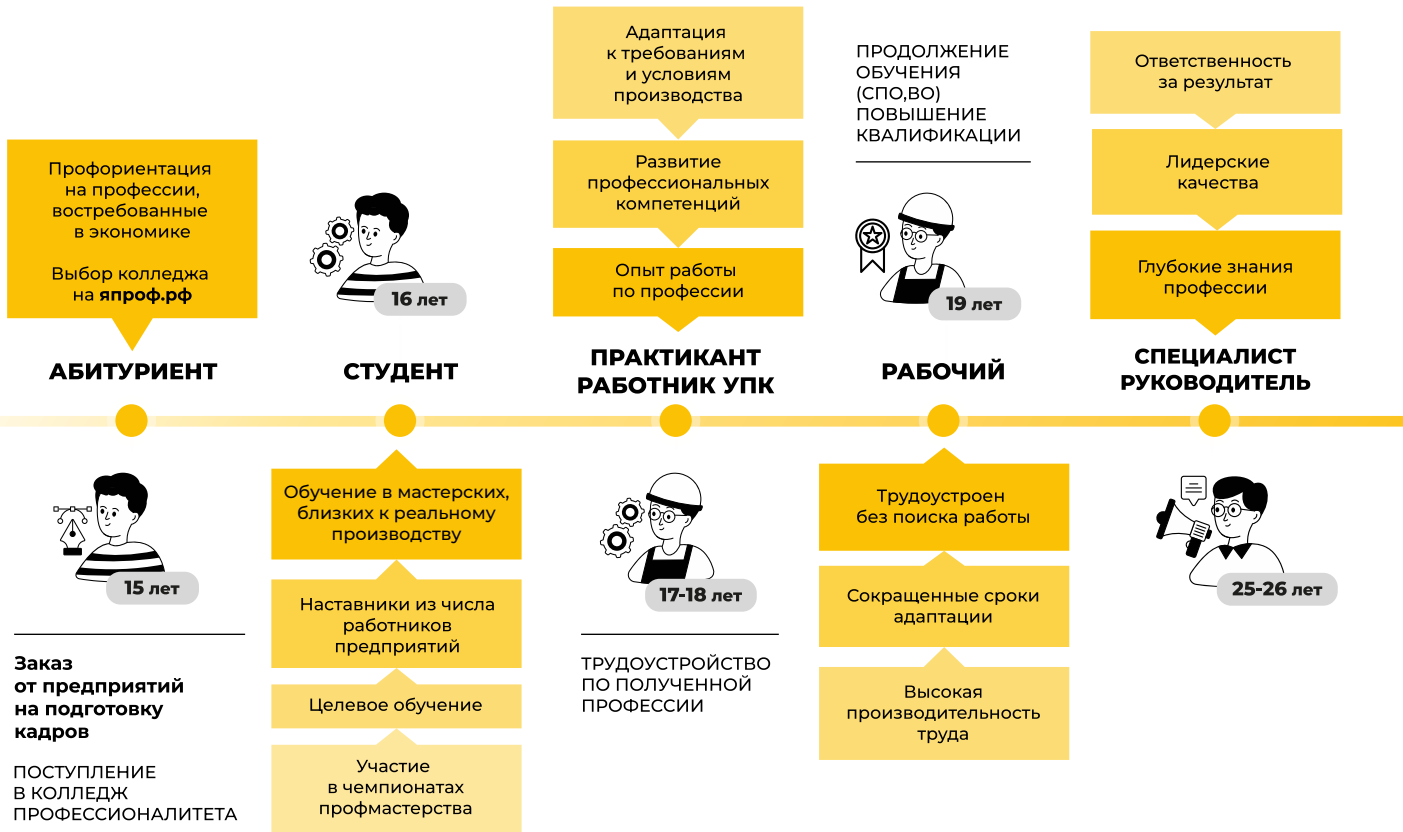 Профориентация
на профессии,
востребованные
в экономике
Выбор колледжа
на япроф.рф
АБИТУРИЕНТ
15 лет
Заказ
от предприятий
на подготовку
кадров
ПОСТУПЛЕНИЕ
В КОЛЛЕДЖ
ПРОФЕССИОНАЛИТЕТА
16 лет
СТУДЕНТ
Обучение в мастерских,
близких к реальному
производству
Наставники из числа
работников
предприятий
Целевое обучение
Участие
в чемпионатах
профмастерства
Адаптация
к требованиям
и условиям
производства
Развитие
профессиональных
компетенций
Опыт работы
по профессии
ПРАКТИКАНТ
РАБОТНИК УПК
17-18 лет
ТРУДОУСТРОЙСТВО
ПО ПОЛУЧЕННОЙ
ПРОФЕССИИ
ПРОДОЛЖЕНИЕ
ОБУЧЕНИЯ
(СПО,ВО)
ПОВЫШЕНИЕ
КВАЛИФИКАЦИИ
19 лет
РАБОЧИЙ
Трудоустроен
без поиска работы
Сокращенные сроки
адаптации
Высокая
производительность
труда
Ответственность
за результат
Лидерские
качества
Глубокие знания
профессии
СПЕЦИАЛИСТ
РУКОВОДИТЕЛЬ
25-26 лет